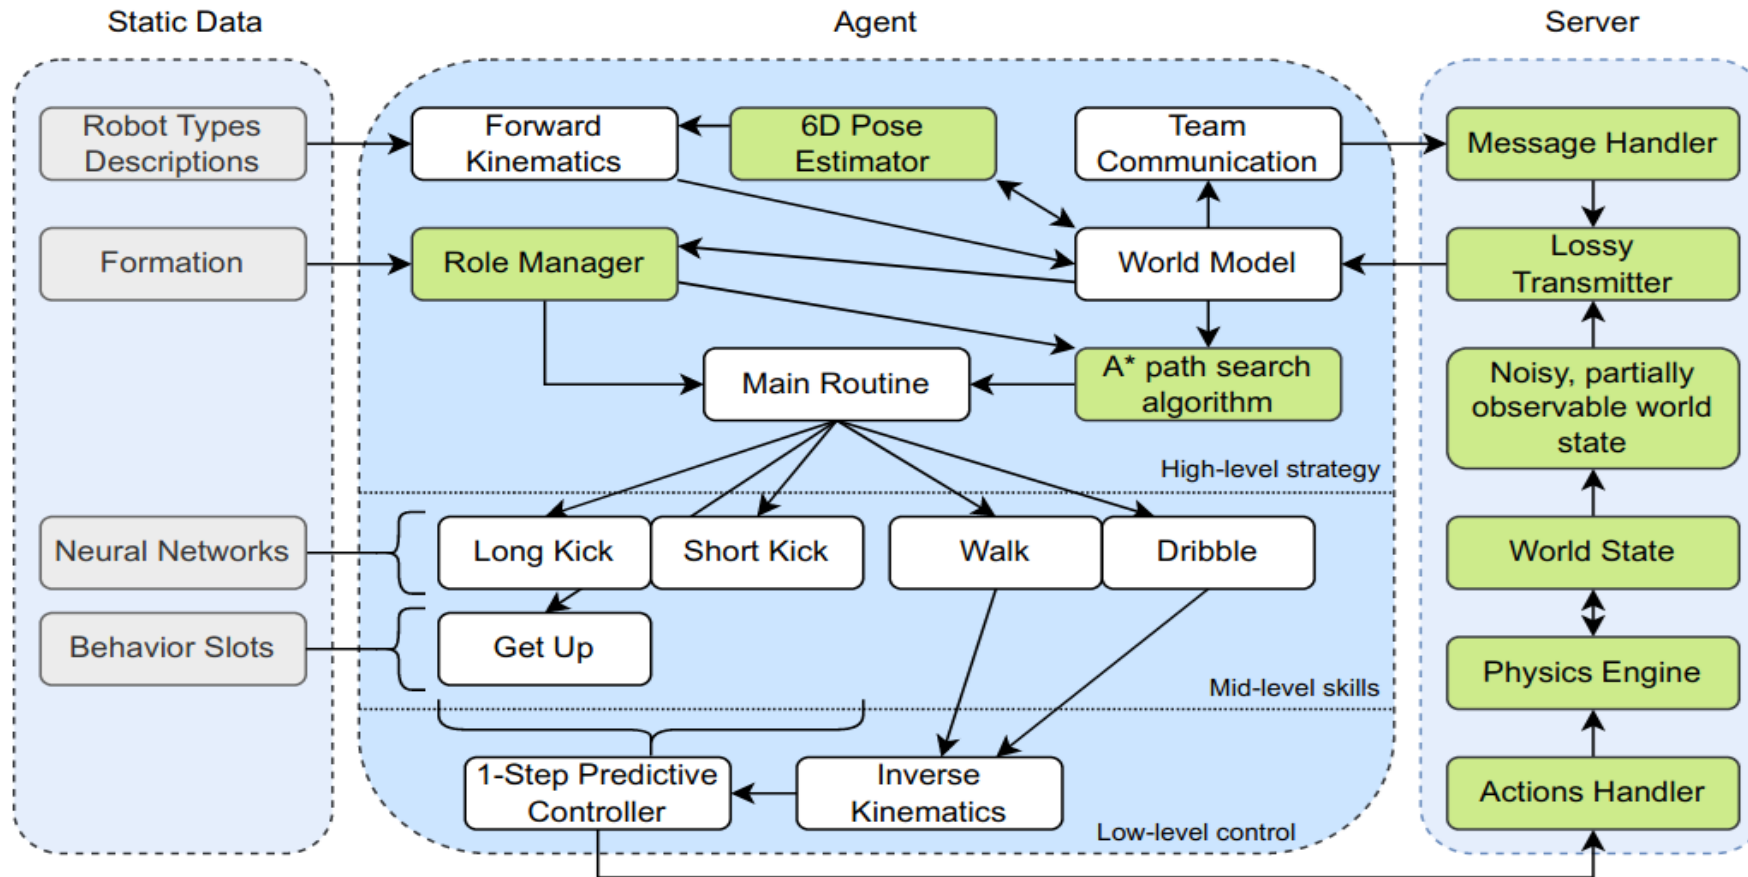 Static Data
Agent
Server
Robot Types
Descriptions
Forward
Kinematics
6D Pose
Estimator
Team
Communication
Message Handler
Formation
Role Manager
World Model
Lossy
Transmitter
Main Routine
A* path search
algorithm
Noisy, partially
observable world
state
High-level strategy
Neural Networks
Long Kick
Short Kick
Walk
Dribble
World State
Behavior Slots
Get Up
Physics Engine
Mid-level skills
1-Step Predictive
Controller
Inverse
Kinematics
Actions Handler
Low-level control